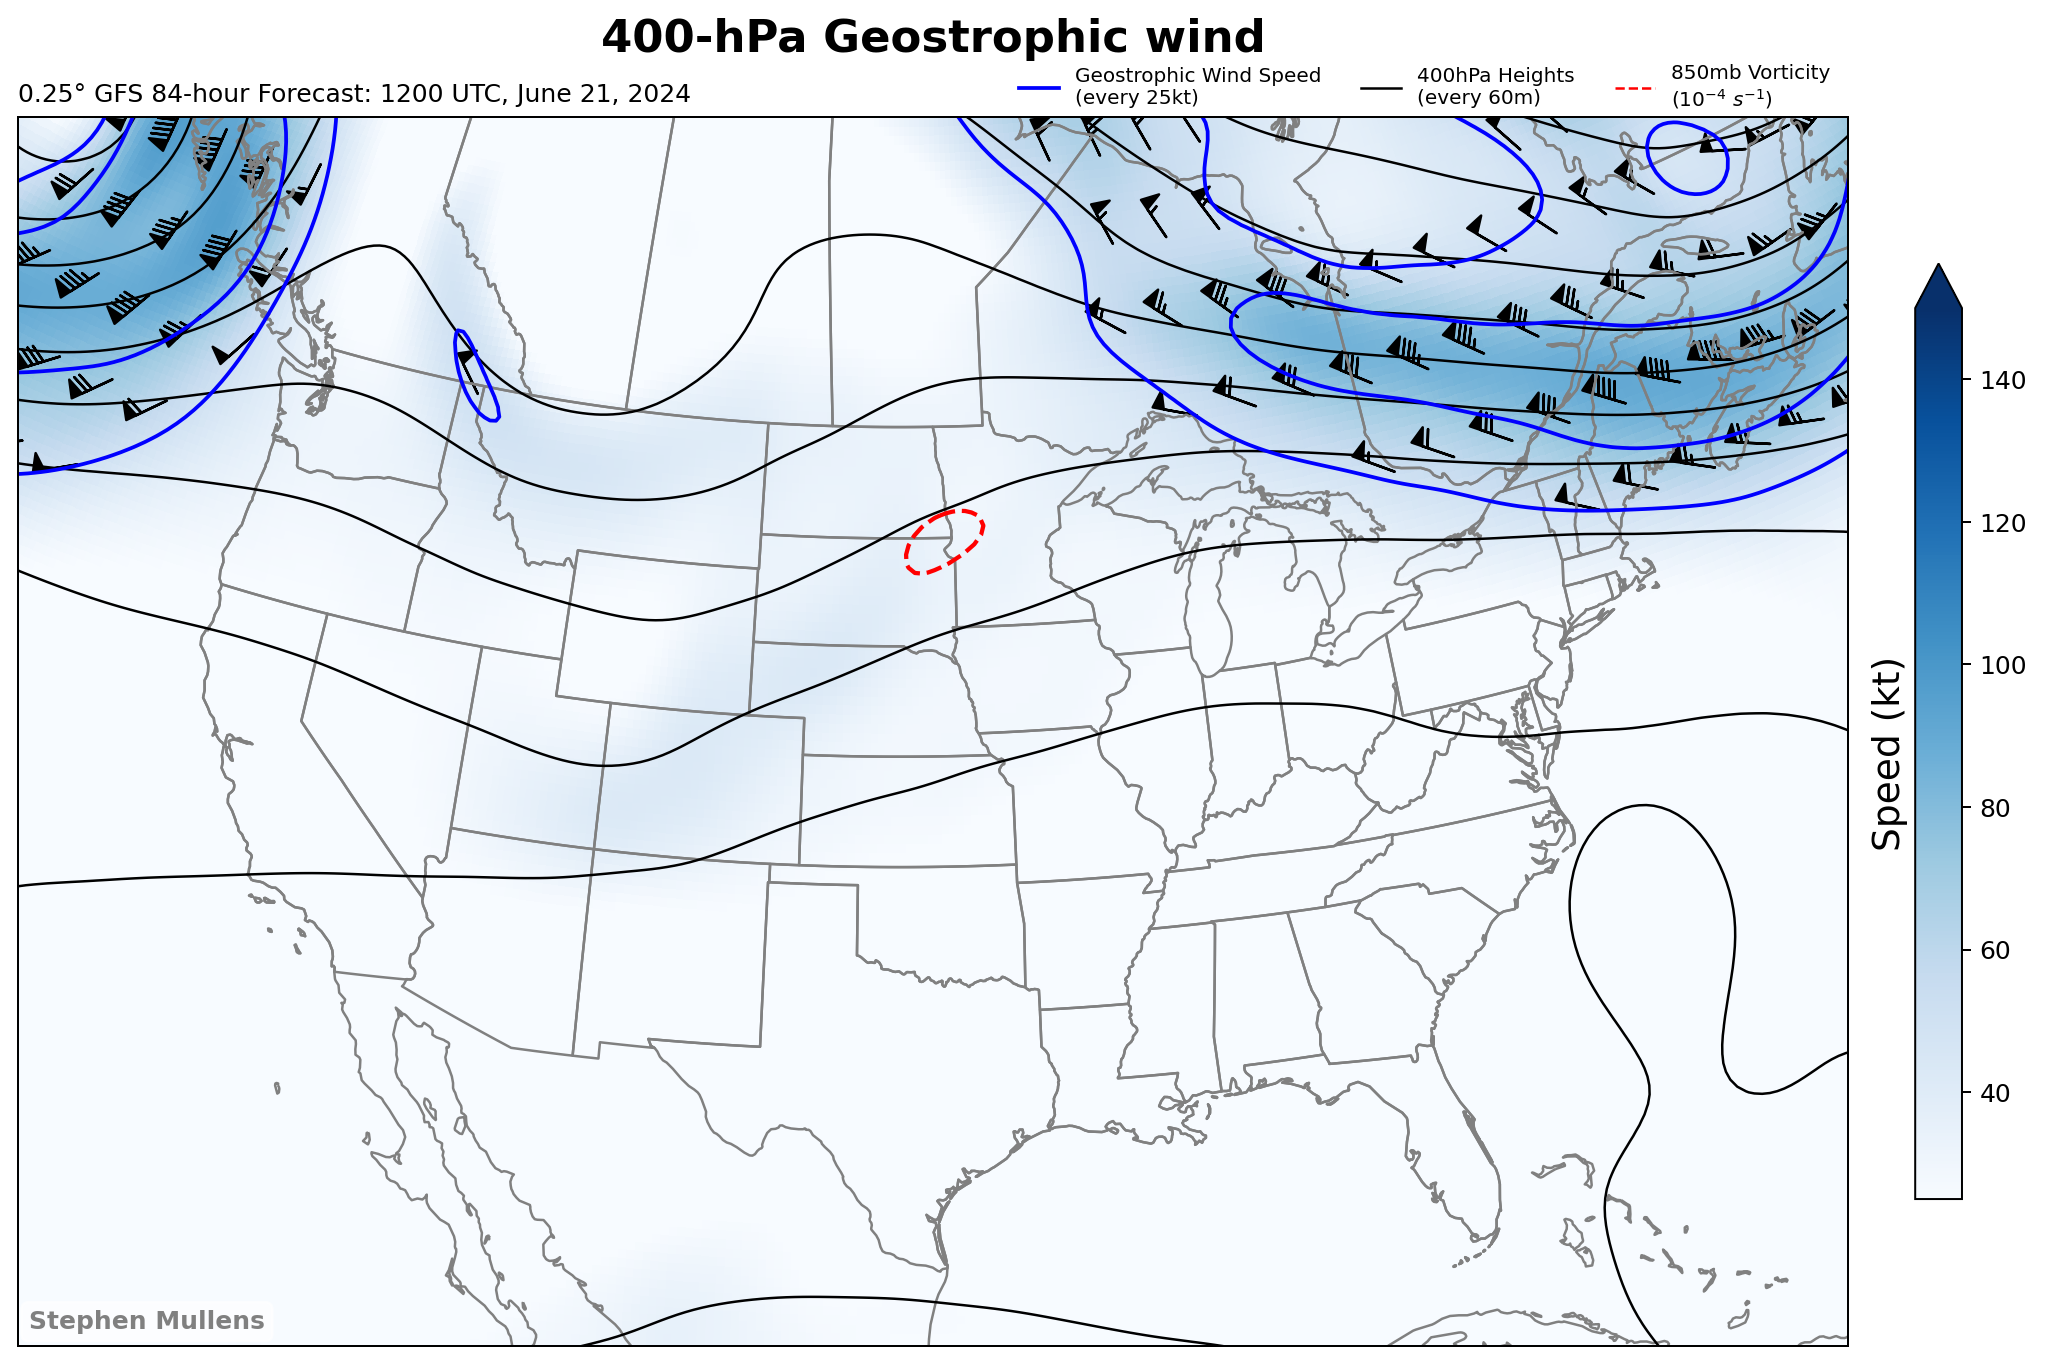 400-hPa Geostrophic wind
0.25° GFS 84-hour Forecast: 1200 UTC, June 21, 2024
Geostrophic Wind Speed
(every 25kt)
400hPa Heights
(every 60m)
850mb Vorticity
(10⁻⁴ s⁻¹)
140
120
100
80
60
40
Speed (kt)
Stephen Mullens